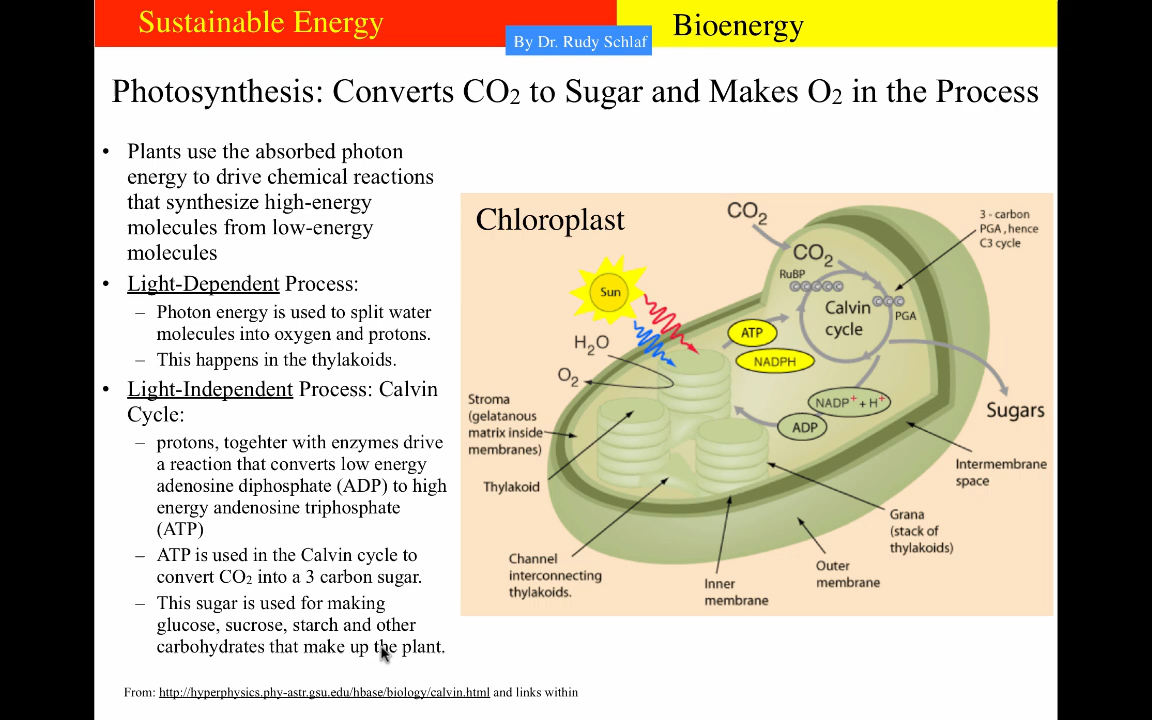 Sustainable Energy
Bioenergy
By Dr. Rudy Schlaf
Photosynthesis: Converts CO2 to Sugar and Makes O2 in the Process
• Plants use the absorbed photon
energy to drive chemical reactions
that synthesize high-energy
molecules from low-energy
molecules
• Light-Dependent Process:
– Photon energy is used to split water
molecules into oxygen and protons.
– This happens in the thylakoids.
• Light-Independent Process: Calvin
Cycle:
– protons, togehter with enzymes drive
a reaction that converts low energy
adenosine diphosphate (ADP) to high
energy andenosine triphosphate
(ATP)
– ATP is used in the Calvin cycle to
convert CO2 into a 3 carbon sugar.
– This sugar is used for making
glucose, sucrose, starch and other
carbohydrates that make up the plant.
Chloroplast
CO2
CO2
3 - carbon
PGA , hence
C3 cycle
RuBP
C C C C C
C C C
PGA
Calvin
cycle
Sun
ATP
NADPH
H2O
O2
NADP+ + H+
ADP
Sugars
Stroma
(gelatanous
matrix inside
membranes)
Thylakoid
Intermembrane
space
Grana
(stack of
thylakoids)
Channel
interconnecting
thylakoids.
Inner
membrane
Outer
membrane
From: http://hyperphysics.phy-astr.gsu.edu/hbase/biology/calvin.html and links within